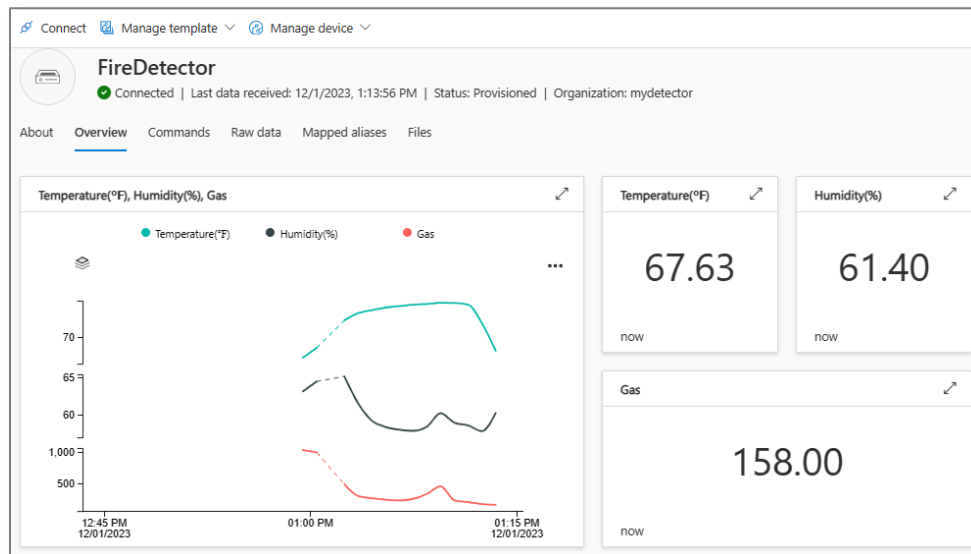 Connect Manage template Manage device
FireDetector
Connected | Last data received: 12/1/2023, 1:13:56 PM | Status: Provisioned | Organization: mydetector
About Overview Commands Raw data Mapped aliases Files
Temperature(ºF), Humidity(%), Gas
Temperature(ºF) Humidity(%) Gas
70
65
60
1,000
500
12:45 PM 01:00 PM 01:15 PM
12/01/2023 12/01/2023
Temperature(ºF)
67.63
now
Humidity(%)
61.40
now
Gas
158.00
now